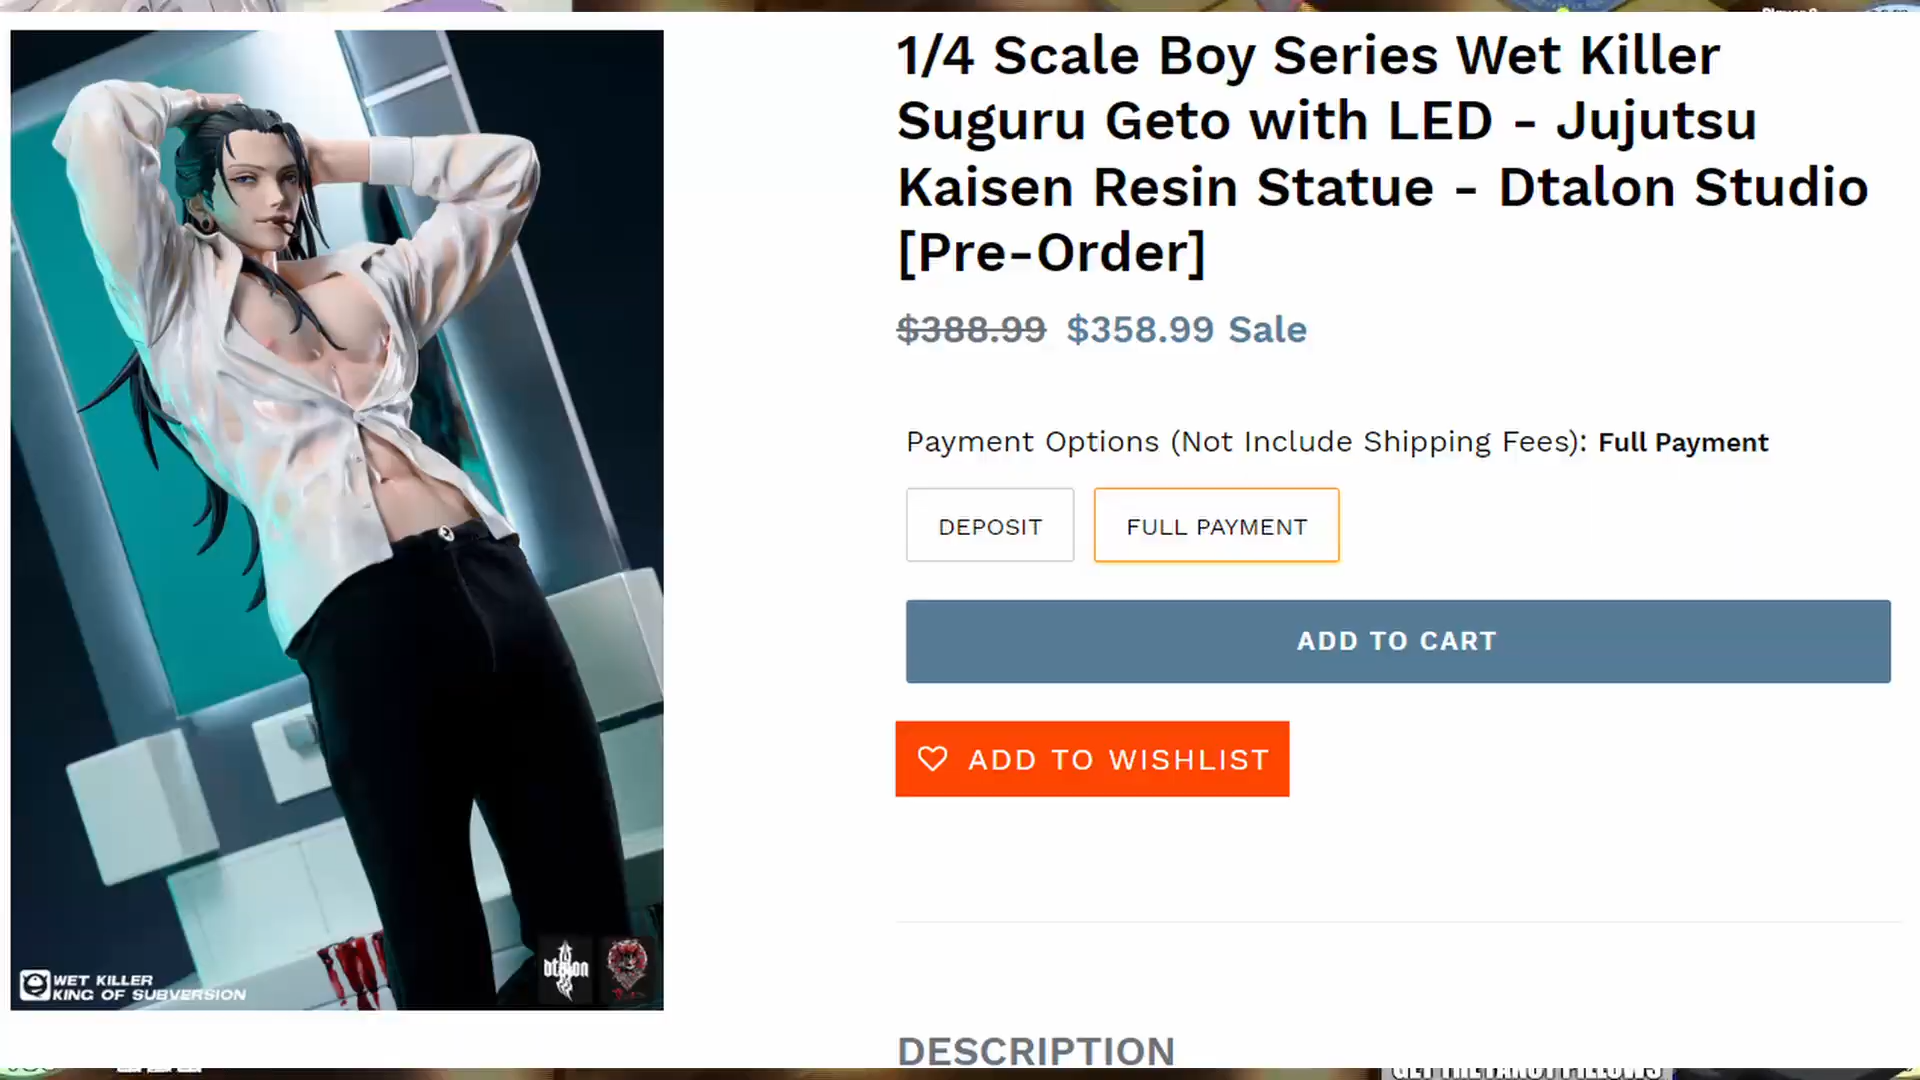 1/4 Scale Boy Series Wet Killer
Suguru Geto with LED - Jujutsu
Kaisen Resin Statue - Dtalon Studio
[Pre-Order]
$388.99 $358.99 Sale
Payment Options (Not Include Shipping Fees): Full Payment
DEPOSIT
FULL PAYMENT
ADD TO CART
ADD TO WISHLIST
DESCRIPTION
WET KILLER
KING OF SUBVERSION
dtalon